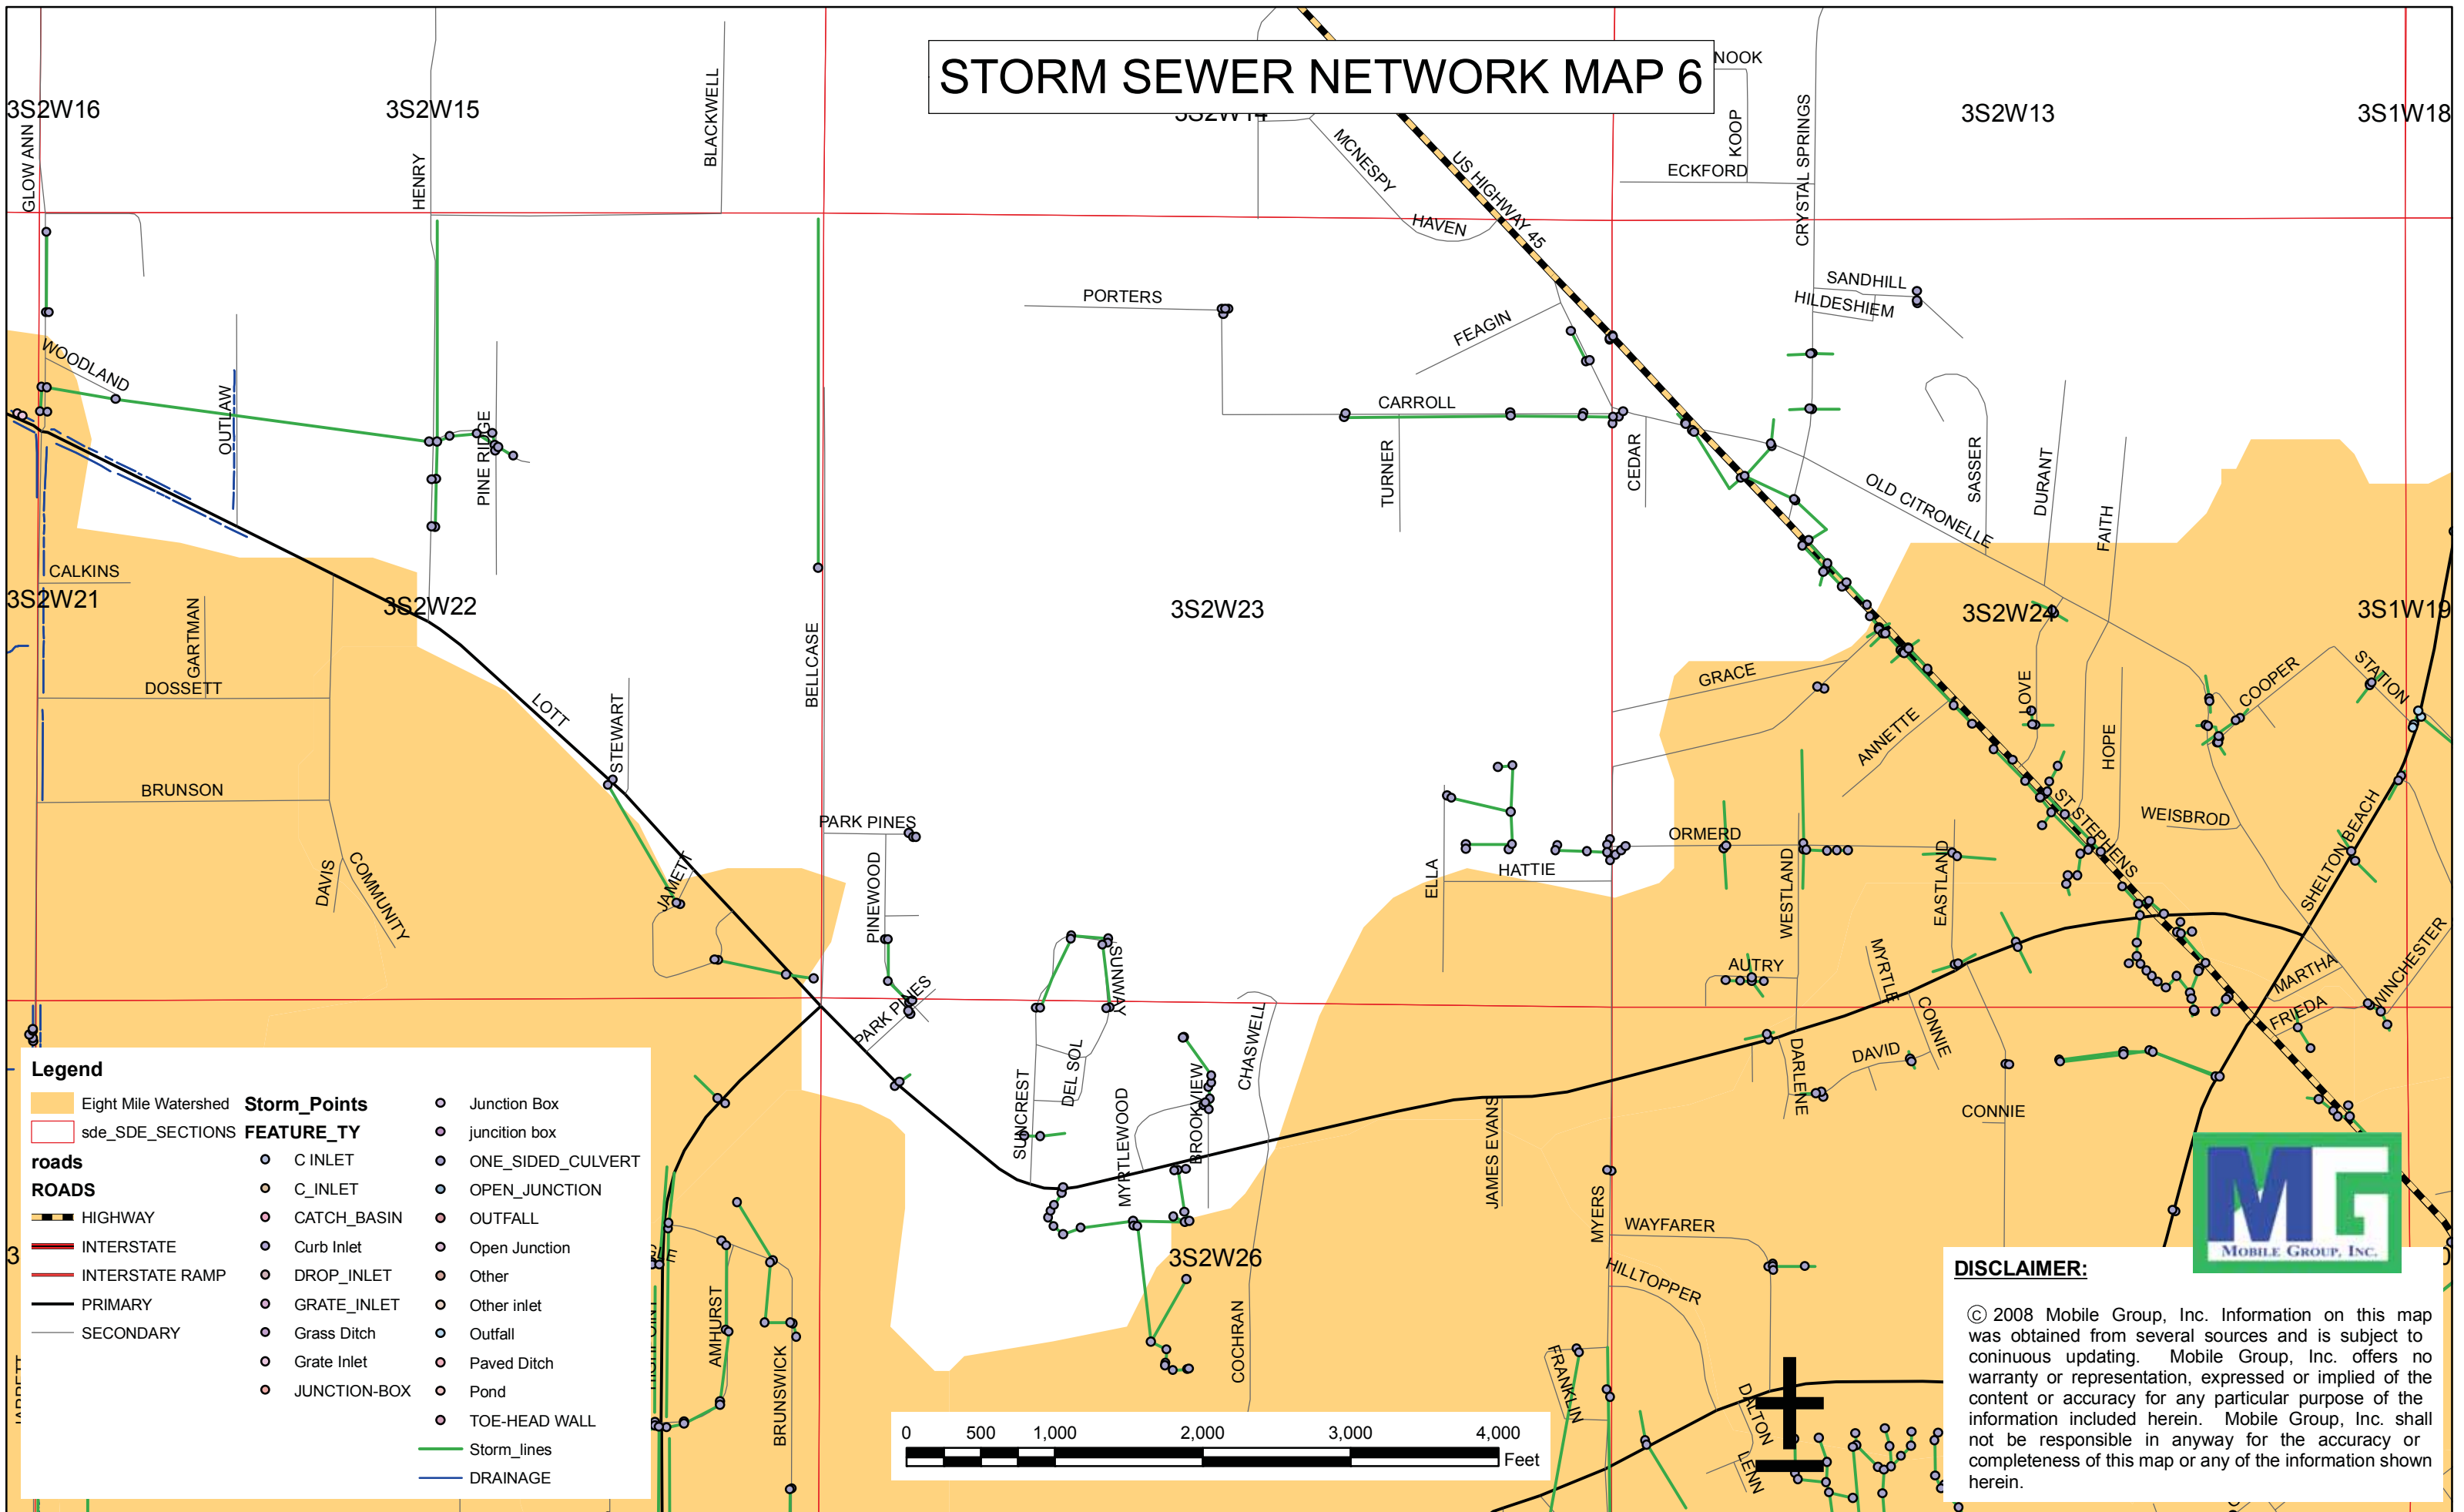 STORM SEWER NETWORK MAP 6
NOOK
3S2W16
3S2W15
3S2W14
3S2W13
3S1W18
GLOW ANN
HENRY
BLACKWELL
MCNESPY
US HIGHWAY 45
HAVEN
KOOP
ECKFORD
CRYSTAL SPRINGS
SANDHILL
HILDESHIEM
PORTERS
FEAGIN
WOODLAND
OUTLAW
PINE RIDGE
CARROLL
TURNER
CEDAR
OLD CITRONELLE
SASSER
DURANT
FAITH
CALKINS
3S2W21
GARTMAN
3S2W22
3S2W23
3S2W24
3S1W19
DOSSETT
BELLCASE
LOTT
STEWART
GRACE
ANNETTE
LOVE
HOPE
COOPER
STATION
BRUNSON
PARK PINES
ORMERD
ST STEPHENS
WEISBROD
SHELTON BEACH
DAVIS
COMMUNITY
JAMETT
PINEWOOD
ELLA
HATTIE
WESTLAND
EASTLAND
SUNWAY
AUTRY
MYRTLE
CONNIE
MARTHA
WINCHESTER
FRIEDA
PARK PINES
SUNCREST
DEL SOL
MYRTLEWOOD
BROOKVIEW
CHASWELL
DARLENE
DAVID
CONNIE
JAMES EVANS
MYERS
WAYFARER
HILLTOPPER
3S2W26
COCHRAN
FRANKLIN
DALTON
LENN
AMHURST
BRUNSWICK
Legend
Eight Mile Watershed
sde_SDE_SECTIONS
roads
ROADS
HIGHWAY
INTERSTATE
INTERSTATE RAMP
PRIMARY
SECONDARY
Storm_Points
FEATURE_TY
C INLET
C_INLET
CATCH_BASIN
Curb Inlet
DROP_INLET
GRATE_INLET
Grass Ditch
Grate Inlet
JUNCTION-BOX
Junction Box
juncition box
ONE_SIDED_CULVERT
OPEN_JUNCTION
OUTFALL
Open Junction
Other
Other inlet
Outfall
Paved Ditch
Pond
TOE-HEAD WALL
Storm_lines
DRAINAGE
0 500 1,000 2,000 3,000 4,000
Feet
MG
MOBILE GROUP, INC.
DISCLAIMER:
© 2008 Mobile Group, Inc. Information on this map
was obtained from several sources and is subject to
coninuous updating. Mobile Group, Inc. offers no
warranty or representation, expressed or implied of the
content or accuracy for any particular purpose of the
information included herein. Mobile Group, Inc. shall
not be responsible in anyway for the accuracy or
completeness of this map or any of the information shown
herein.